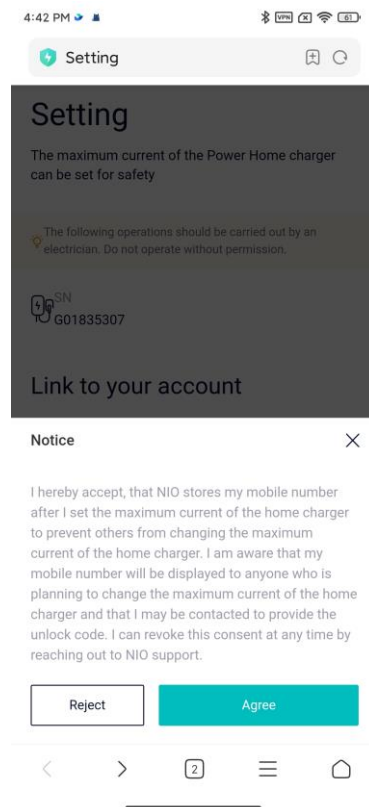 4:42 PM
VPN
61
Setting
Setting
The maximum current of the Power Home charger
can be set for safety
The following operations should be carried out by an
electrician. Do not operate without permission.
SN
G01835307
Link to your account
Notice
I hereby accept, that NIO stores my mobile number
after I set the maximum current of the home charger
to prevent others from changing the maximum
current of the home charger. I am aware that my
mobile number will be displayed to anyone who is
planning to change the maximum current of the home
charger and that I may be contacted to provide the
unlock code. I can revoke this consent at any time by
reaching out to NIO support.
Reject
Agree
2